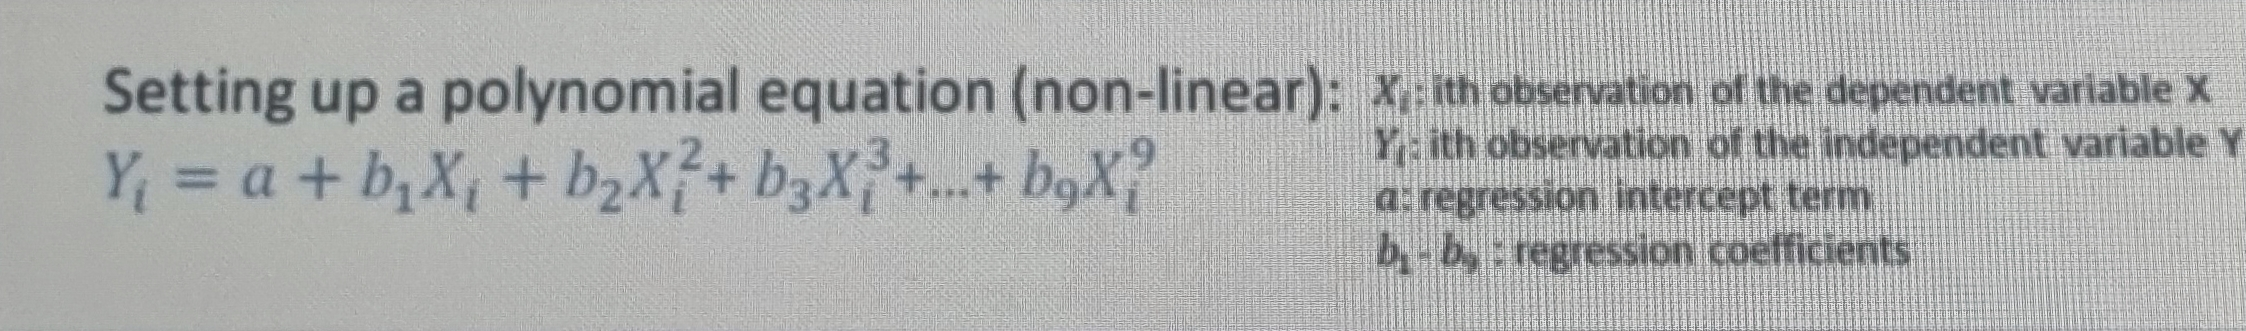 Setting up a polynomial equation (non-linear):
Yᵢ = a + b₁Xᵢ + b₂Xᵢ² + b₃Xᵢ³ +...+ b₉Xᵢ⁹
Xᵢ: ith observation of the dependent variable X
Yᵢ: ith observation of the independent variable Y
a: regression intercept term
b₁ - b₉ : regression coefficients